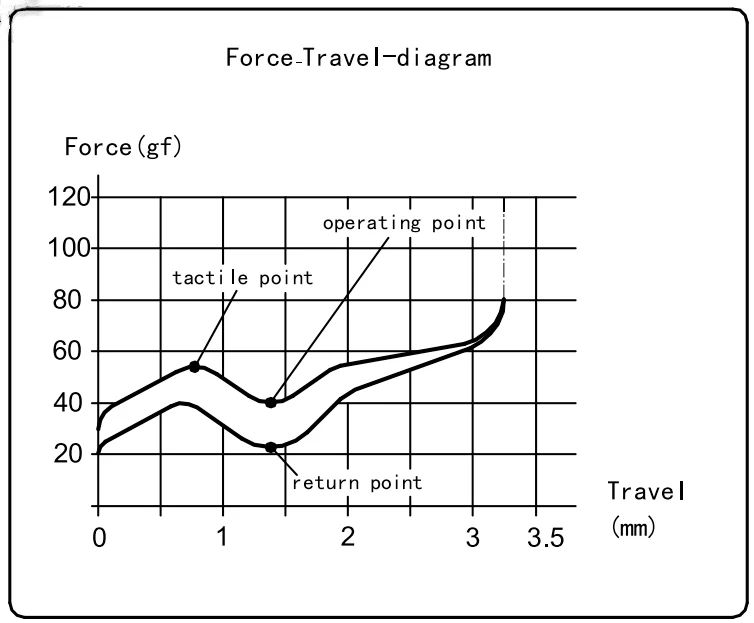 Force-Travel-diagram
Force(gf)
120
100
operating point
tactile point
80
60
40
20
return point
Travel
(mm)
0 1 2 3 3.5